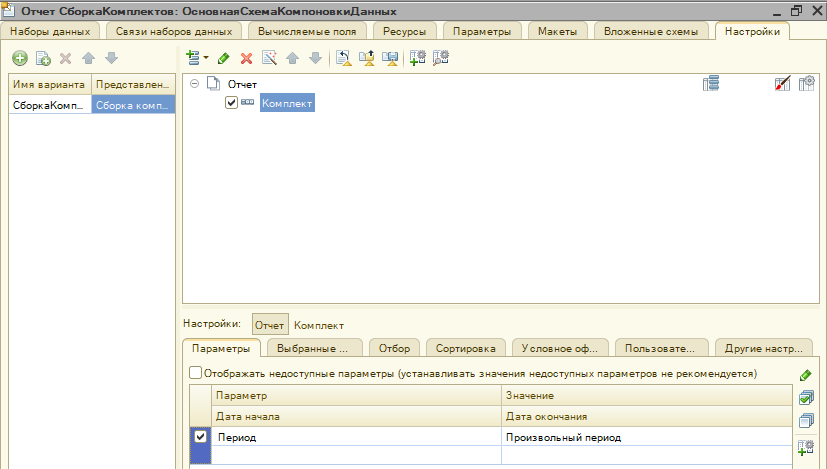 Отчет СборкаКомплектов: ОсновнаяСхемаКомпоновкиДанных
Наборы данных Связи наборов данных Вычисляемые поля Ресурсы Параметры Макеты Вложенные схемы Настройки
Имя варианта Представлен...
СборкаКомп... Сборка комп...
Отчет
Комплект
Настройки: Отчет Комплект
Параметры Выбранные ... Отбор Сортировка Условное оф... Пользовате... Другие настр...
Отображать недоступные параметры (устанавливать значения недоступных параметров не рекомендуется)
Параметр Значение
Дата начала Дата окончания
Период Произвольный период